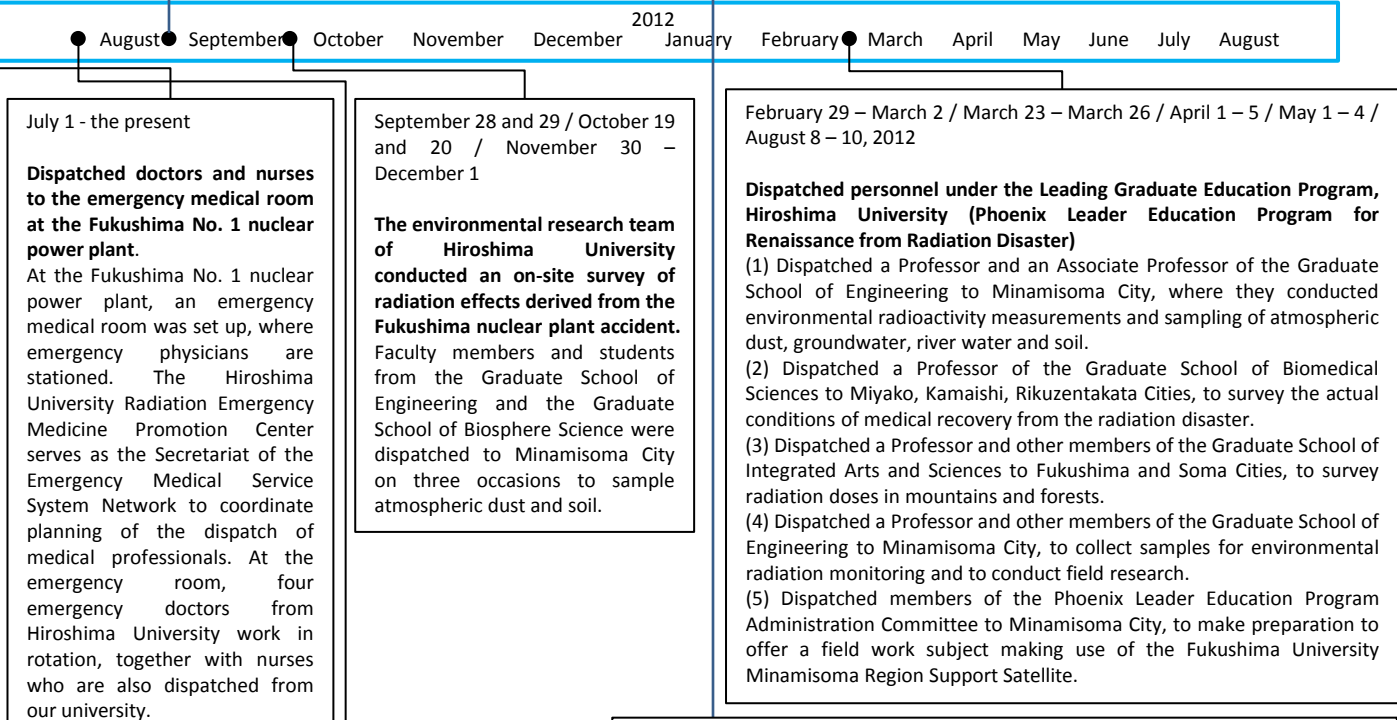 2012
August September October November December January February March April May June July August
July 1 - the present
Dispatched doctors and nurses
to the emergency medical room
at the Fukushima No. 1 nuclear
power plant.
At the Fukushima No. 1 nuclear
power plant, an emergency
medical room was set up, where
emergency physicians are
stationed. The Hiroshima
University Radiation Emergency
Medicine Promotion Center
serves as the Secretariat of the
Emergency Medical Service
System Network to coordinate
planning of the dispatch of
medical professionals. At the
emergency room, four
emergency doctors from
Hiroshima University work in
rotation, together with nurses
who are also dispatched from
our university.
September 28 and 29 / October 19
and 20 / November 30 –
December 1
The environmental research team
of Hiroshima University
conducted an on-site survey of
radiation effects derived from the
Fukushima nuclear plant accident.
Faculty members and students
from the Graduate School of
Engineering and the Graduate
School of Biosphere Science were
dispatched to Minamisoma City
on three occasions to sample
atmospheric dust and soil.
February 29 – March 2 / March 23 – March 26 / April 1 – 5 / May 1 – 4 /
August 8 – 10, 2012
Dispatched personnel under the Leading Graduate Education Program,
Hiroshima University (Phoenix Leader Education Program for
Renaissance from Radiation Disaster)
(1) Dispatched a Professor and an Associate Professor of the Graduate
School of Engineering to Minamisoma City, where they conducted
environmental radioactivity measurements and sampling of atmospheric
dust, groundwater, river water and soil.
(2) Dispatched a Professor of the Graduate School of Biomedical
Sciences to Miyako, Kamaishi, Rikuzentakata Cities, to survey the actual
conditions of medical recovery from the radiation disaster.
(3) Dispatched a Professor and other members of the Graduate School of
Integrated Arts and Sciences to Fukushima and Soma Cities, to survey
radiation doses in mountains and forests.
(4) Dispatched a Professor and other members of the Graduate School of
Engineering to Minamisoma City, to collect samples for environmental
radiation monitoring and to conduct field research.
(5) Dispatched members of the Phoenix Leader Education Program
Administration Committee to Minamisoma City, to make preparation to
offer a field work subject making use of the Fukushima University
Minamisoma Region Support Satellite.